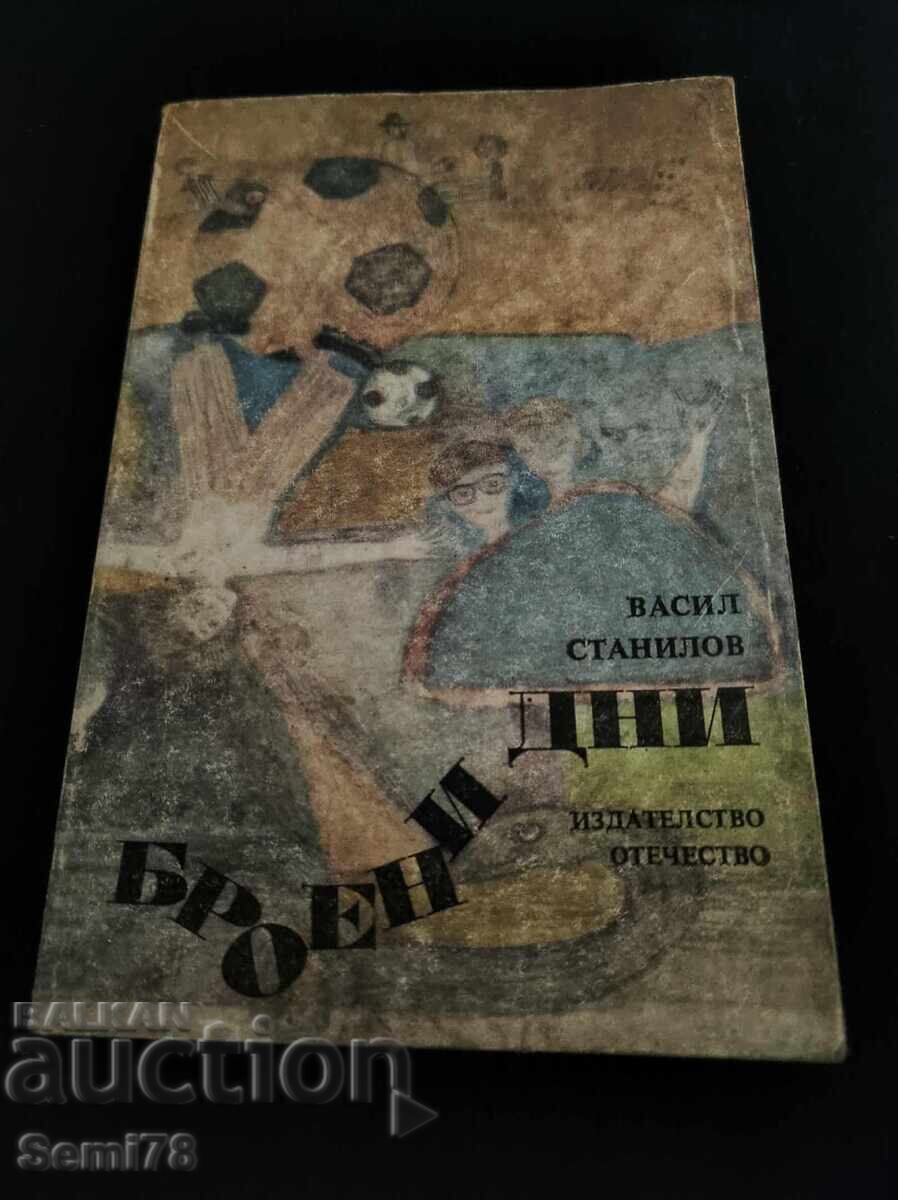 ВАСИЛ
СТАНИЛОВ
БРОЕНИ ДНИ
ИЗДАТЕЛСТВО
ОТЕЧЕСТВО
BALKAN
auction
Semi78